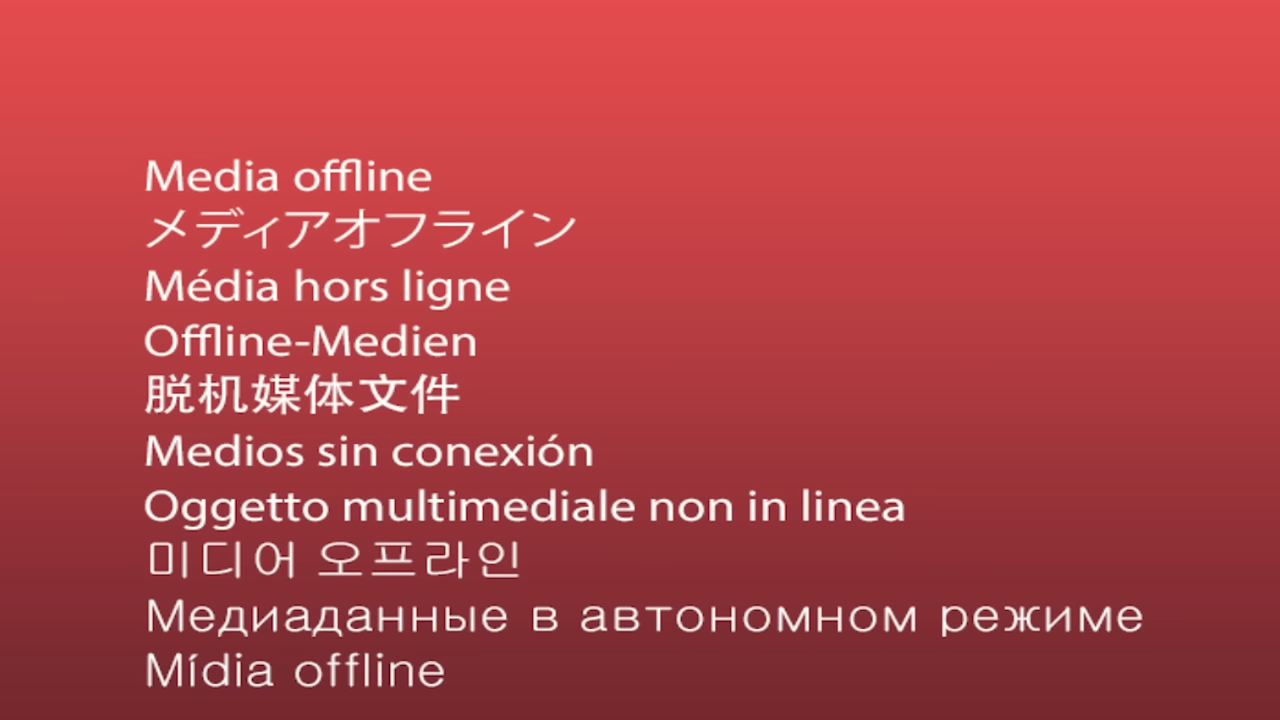 Media offline
メディアオフライン
Média hors ligne
Offline-Medien
脱机媒体文件
Medios sin conexión
Oggetto multimediale non in linea
미디어 오프라인
Медиаданные в автономном режиме
Mídia offline